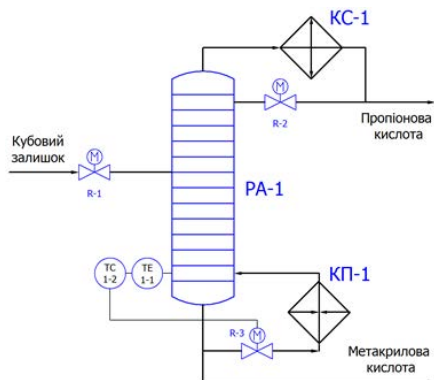 КС-1
M
R-2
Пропіонова
кислота
Кубовий
залишок
M
R-1
РА-1
TC
1-2
TE
1-1
КП-1
R-3
M
Метакрилова
кислота